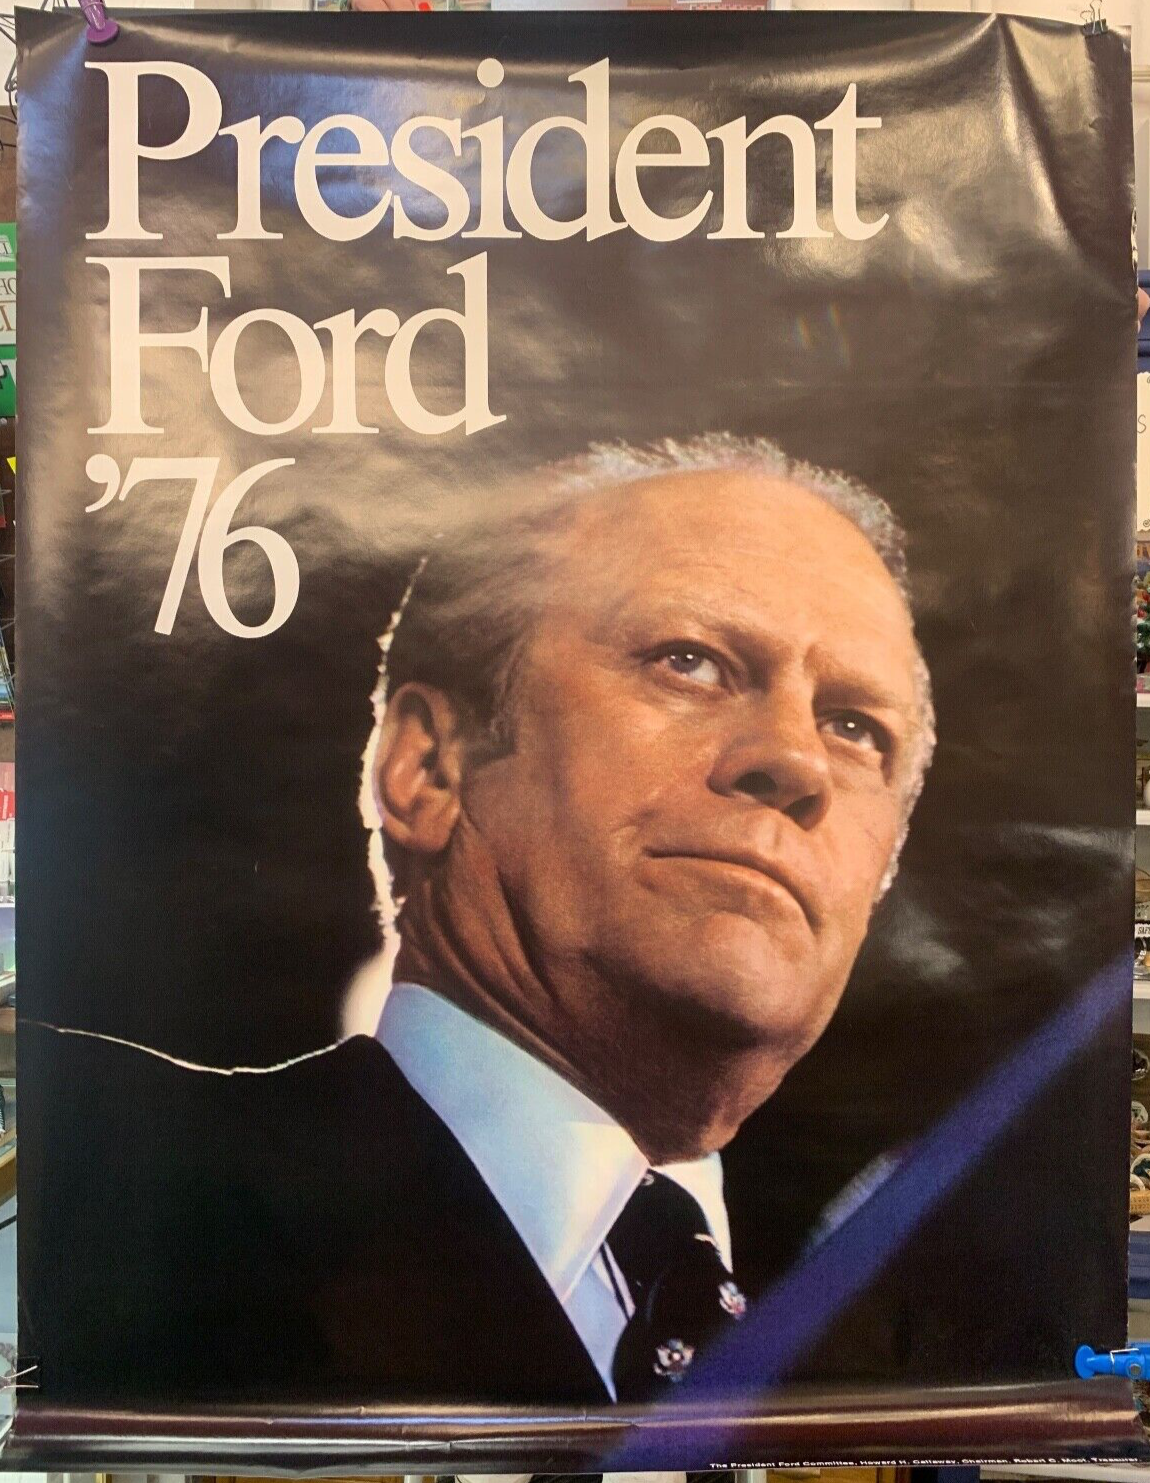 President
Ford
’76
The President Ford Committee, Howard H. Callaway, Chairman, Robert C. Moot, Treasurer